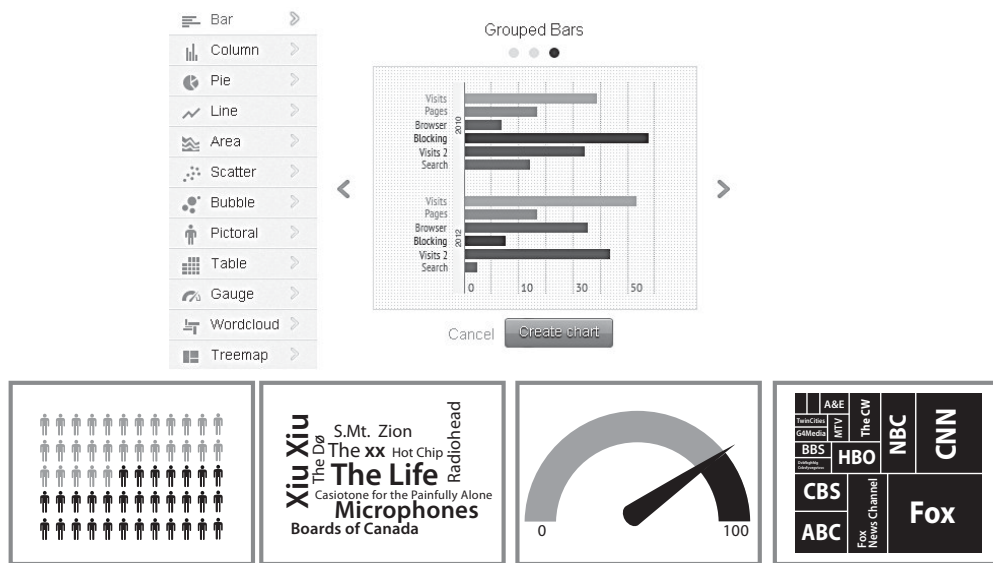 Bar
Column
Pie
Line
Area
Scatter
Bubble
Pictoral
Table
Gauge
Wordcloud
Treemap
Grouped Bars
2010
Visits
Pages
Browser
Blocking
Visits 2
Search
2012
Visits
Pages
Browser
Blocking
Visits 2
Search
0 10 30 50
Cancel Create chart
Xiu Xiu
The Dø
S.Mt. Zion
The xx Hot Chip
Radiohead
The Life
Casiotone for the Painfully Alone
Microphones
Boards of Canada
0 100
A&E
TwinCities
G4Media
MTV
The CW
BBS
HBO
NBC
CNN
CBS
ABC
Fox
News Channel
Fox